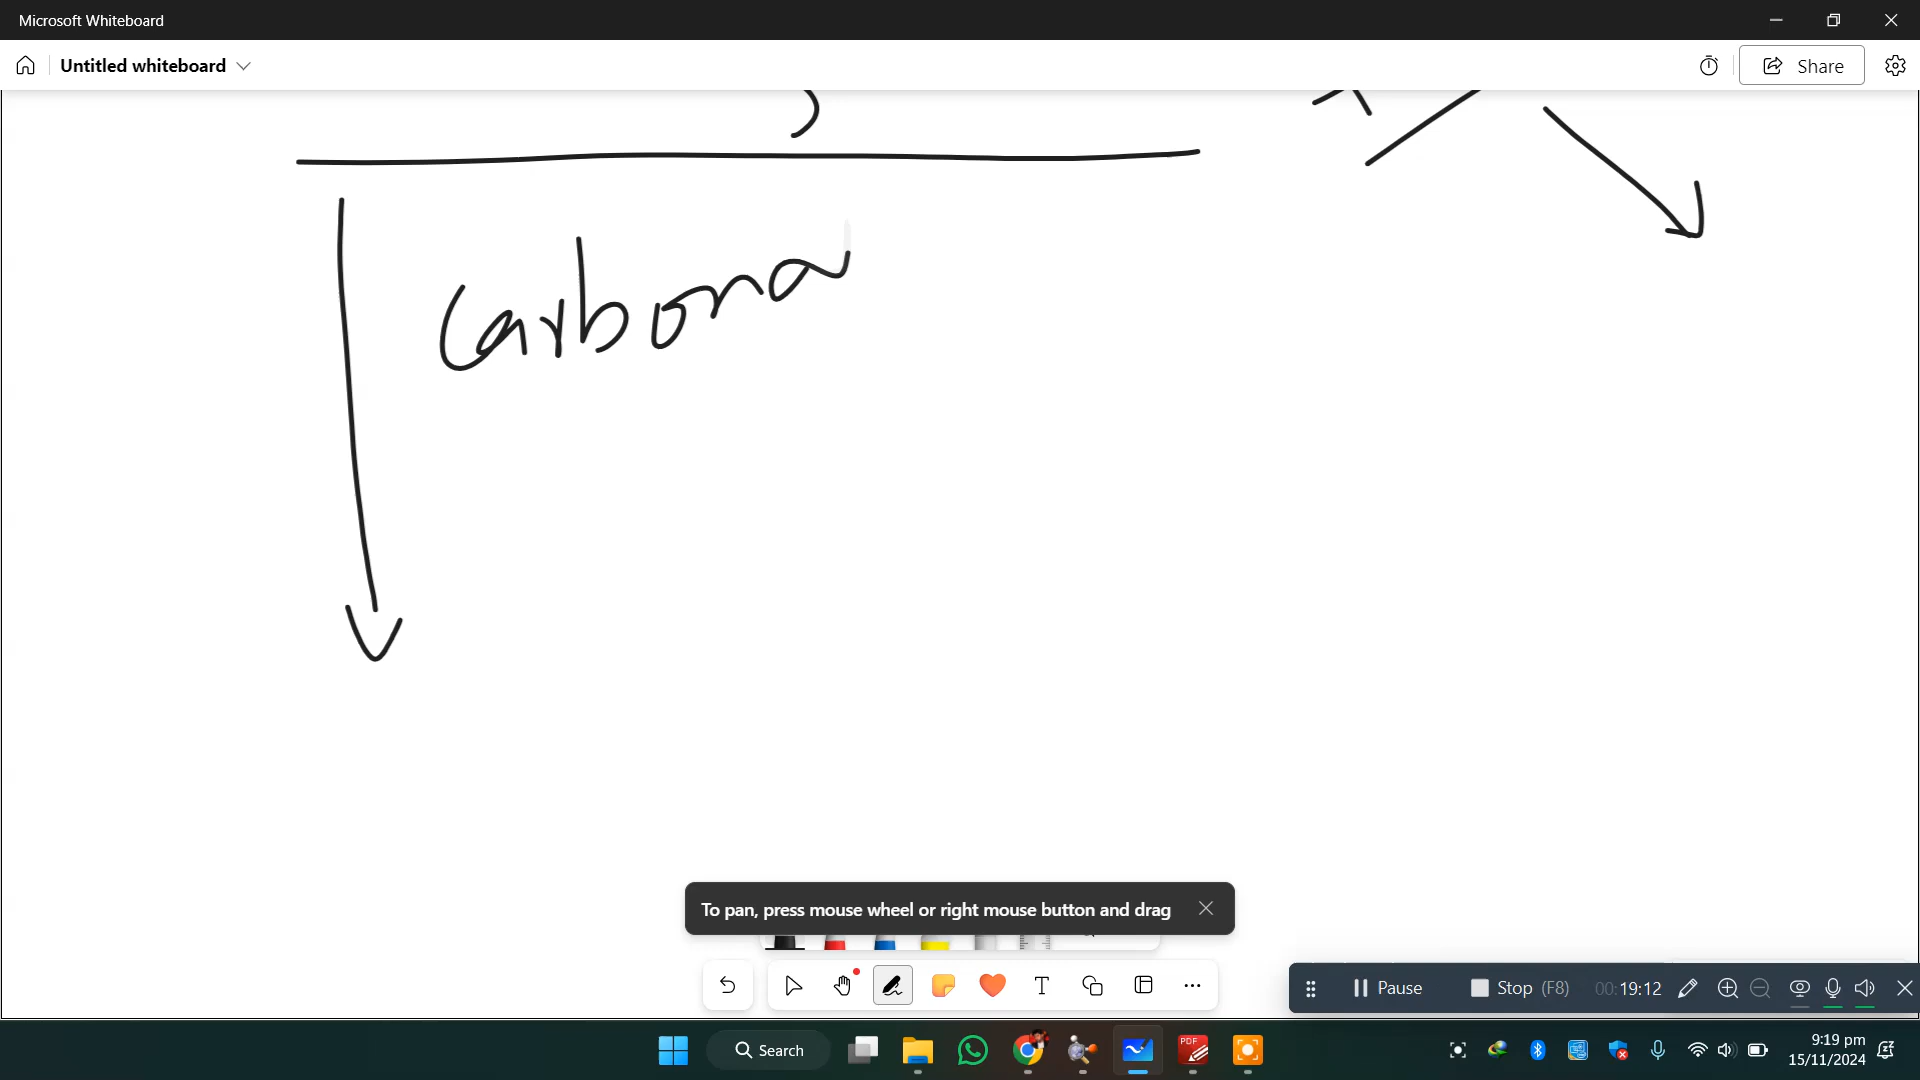 Microsoft Whiteboard
Untitled whiteboard
Share
Carbona
To pan, press mouse wheel or right mouse button and drag
T
Pause
Stop (F8)
00:19:12
Search
PDF
9:19 pm
15/11/2024